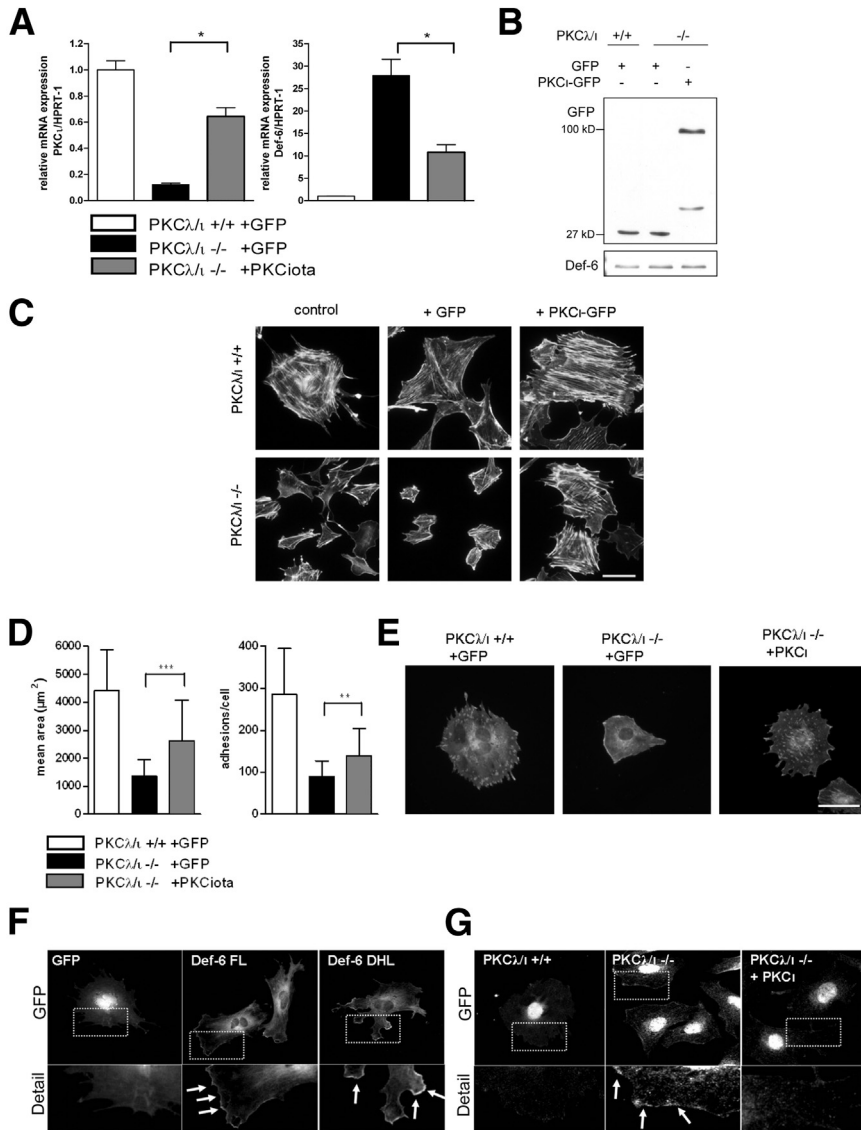 A
relative mRNA expression
PKCι/HPRT-1
1.2
1.0
0.8
0.6
0.4
0.2
0.0
*
relative mRNA expression
Def-6/HPRT-1
35
30
25
20
15
10
5
0
*
PKCλ/ι +/+ +GFP
PKCλ/ι -/- +GFP
PKCλ/ι -/- +PKCiota
B
PKCλ/ι +/+ -/-
GFP + + -
PKCι-GFP - - +
GFP
100 kD
27 kD
Def-6
C
control + GFP + PKCι-GFP
PKCλ/ι +/+
PKCλ/ι -/-
D
mean area (µm²)
6000
5000
4000
3000
2000
1000
0
***
adhesions/cell
400
300
200
100
0
**
PKCλ/ι +/+ +GFP
PKCλ/ι -/- +GFP
PKCλ/ι -/- +PKCiota
E
PKCλ/ι +/+
+GFP
PKCλ/ι -/-
+GFP
PKCλ/ι -/-
+PKCι
F
GFP Def-6 FL Def-6 DHL
GFP
Detail
G
PKCλ/ι +/+ PKCλ/ι -/- PKCλ/ι -/-
+ PKCι
GFP
Detail